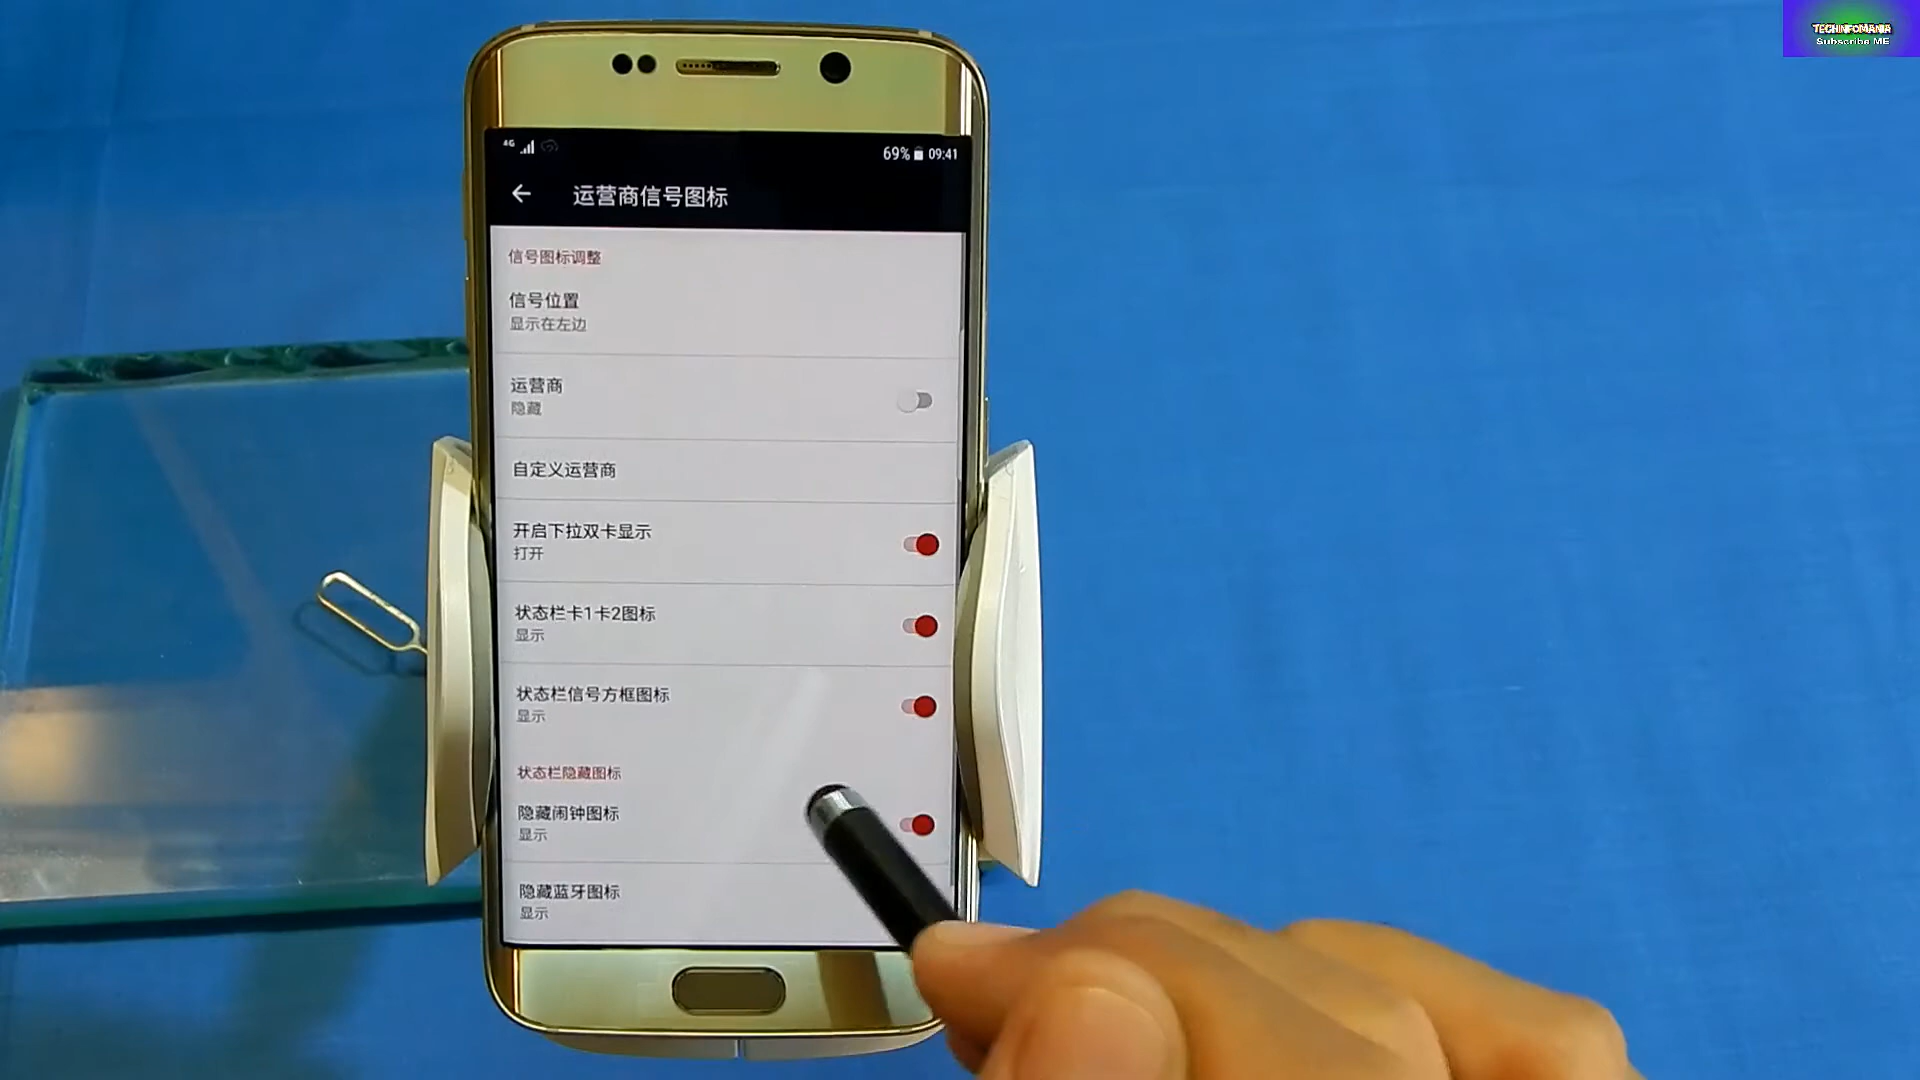 TECHINFOMANIA
Subscribe ME
4G
69% 09:41
运营商信号图标
信号图标调整
信号位置
显示在左边
运营商
隐藏
自定义运营商
开启下拉双卡显示
打开
状态栏卡1卡2图标
显示
状态栏信号方框图标
显示
状态栏隐藏图标
隐藏闹钟图标
显示
隐藏蓝牙图标
显示